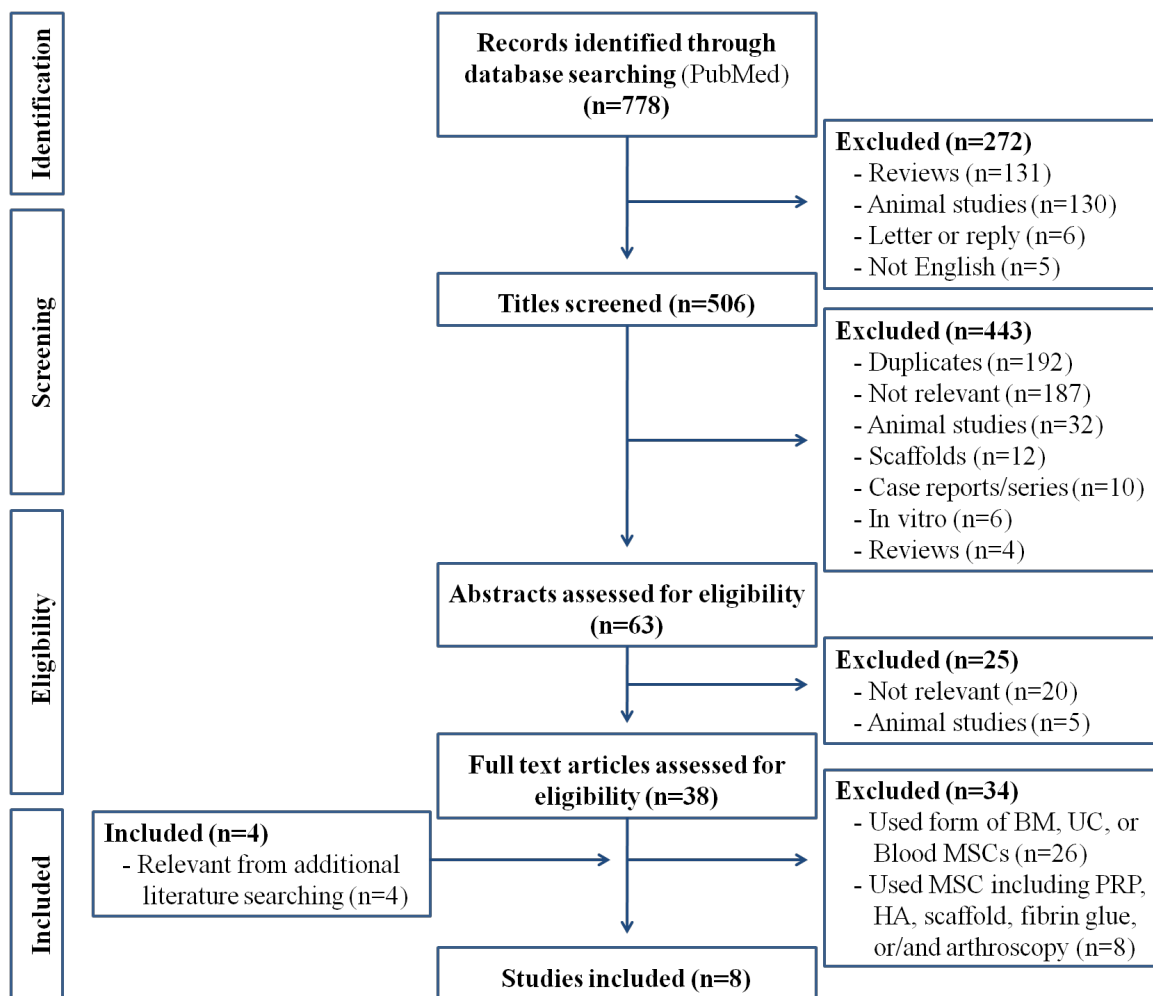 Identification
Records identified through
database searching (PubMed)
(n=778)
Excluded (n=272)
- Reviews (n=131)
- Animal studies (n=130)
- Letter or reply (n=6)
- Not English (n=5)
Screening
Titles screened (n=506)
Excluded (n=443)
- Duplicates (n=192)
- Not relevant (n=187)
- Animal studies (n=32)
- Scaffolds (n=12)
- Case reports/series (n=10)
- In vitro (n=6)
- Reviews (n=4)
Eligibility
Abstracts assessed for eligibility
(n=63)
Excluded (n=25)
- Not relevant (n=20)
- Animal studies (n=5)
Full text articles assessed for
eligibility (n=38)
Included
Included (n=4)
- Relevant from additional
literature searching (n=4)
Excluded (n=34)
- Used form of BM, UC, or
Blood MSCs (n=26)
- Used MSC including PRP,
HA, scaffold, fibrin glue,
or/and arthroscopy
(n=8)
Studies included (n=8)